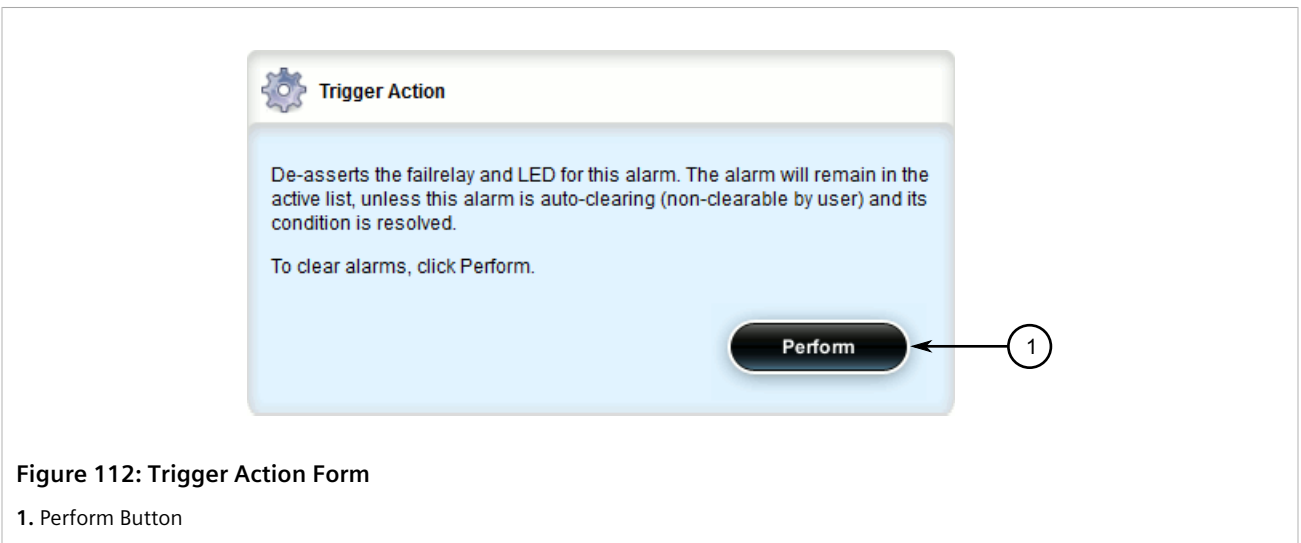 Trigger Action
De-asserts the failrelay and LED for this alarm. The alarm will remain in the
active list, unless this alarm is auto-clearing (non-clearable by user) and its
condition is resolved.
To clear alarms, click Perform.
Perform
1
Figure 112: Trigger Action Form
1. Perform Button